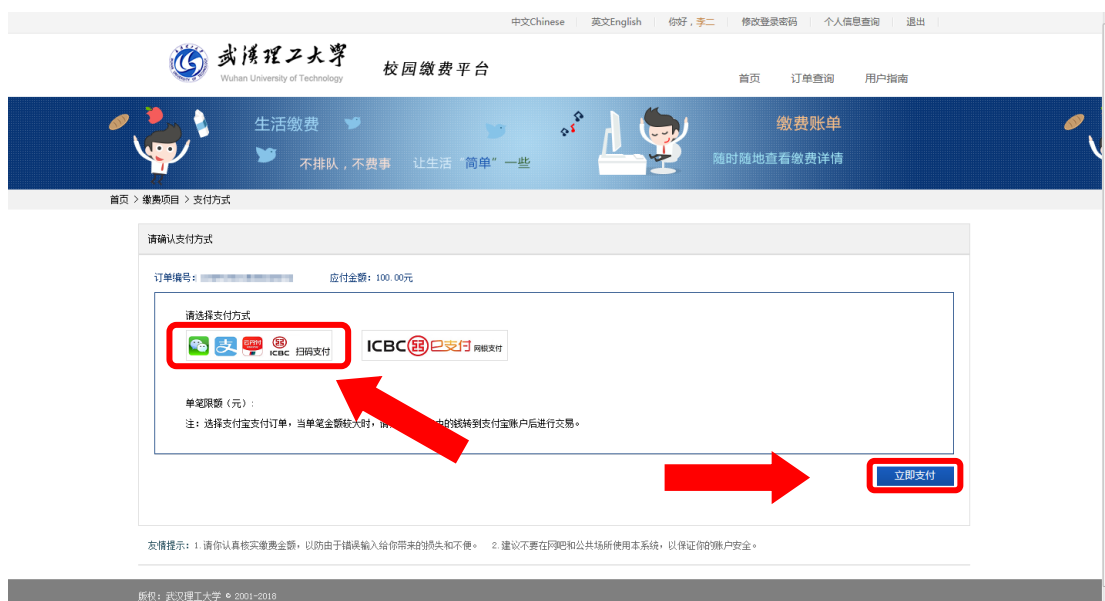 中文Chinese 英文English 你好,李二 修改登录密码 个人信息查询 退出
武汉理工大学
Wuhan University of Technology
校园缴费平台
首页 订单查询 用户指南
生活缴费
不排队,不费事 让生活“简单”一些
缴费账单
随时随地查看缴费详情
首页 > 缴费项目 > 支付方式
请确认支付方式
订单编号: 应付金额: 100.00元
请选择支付方式
支 ICBC 扫码支付
ICBC e支付 网银支付
单笔限额(元):
注: 选择支付宝支付订单,当单笔金额较大时,的钱转到支付宝账户后进行交易。
立即支付
友情提示: 1.请你认真核实缴费金额,以防由于错误输入给你带来的损失和不便。 2.建议不要在网吧和公共场所使用本系统,以保证你的账户安全。
版权: 武汉理工大学 © 2001-2018